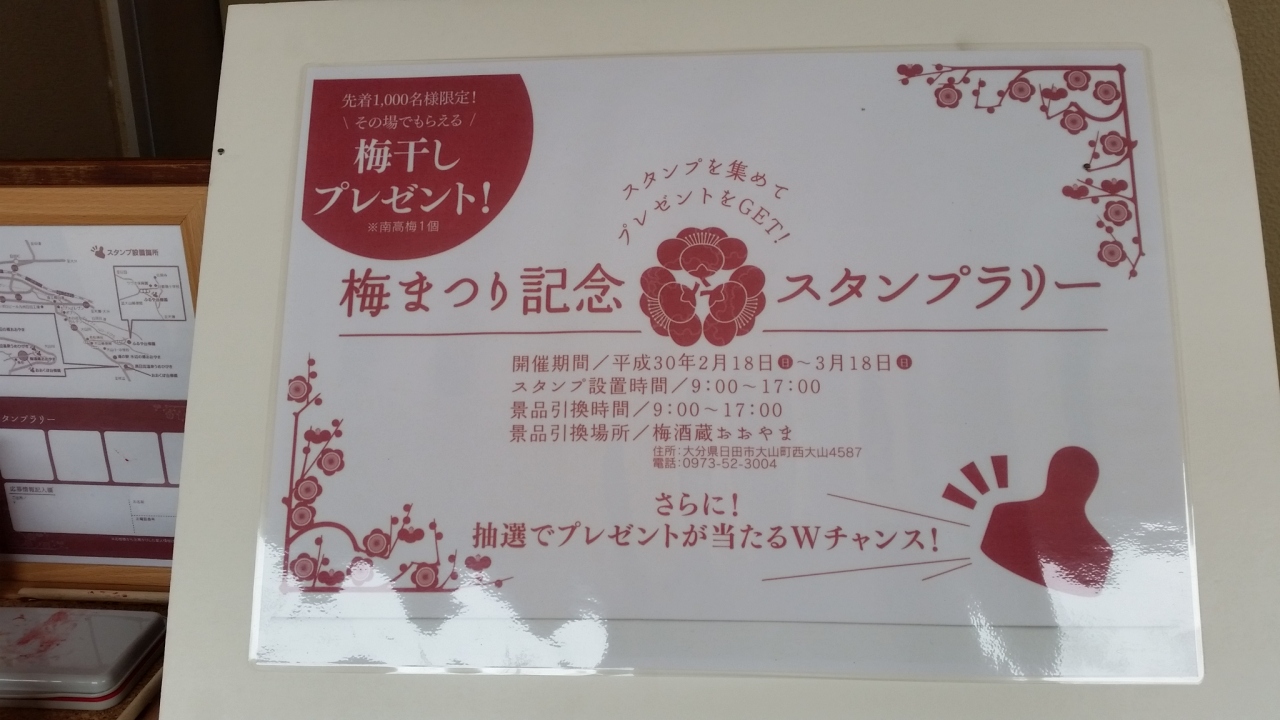 先着1,000名様限定!
\ その場でもらえる /
梅干し
プレゼント!
※南高梅1個
スタンプを集めて
プレゼントをGET!
梅まつり記念 スタンプラリー
開催期間/平成30年2月18日㊐~3月18日㊐
スタンプ設置時間/9:00~17:00
景品引換時間/9:00~17:00
景品引換場所/梅酒蔵おおやま
住所:大分県日田市大山町西大山4587
電話:0973-52-3004
さらに!
抽選でプレゼントが当たるWチャンス!
スタンプ設置箇所
スタンプラリー